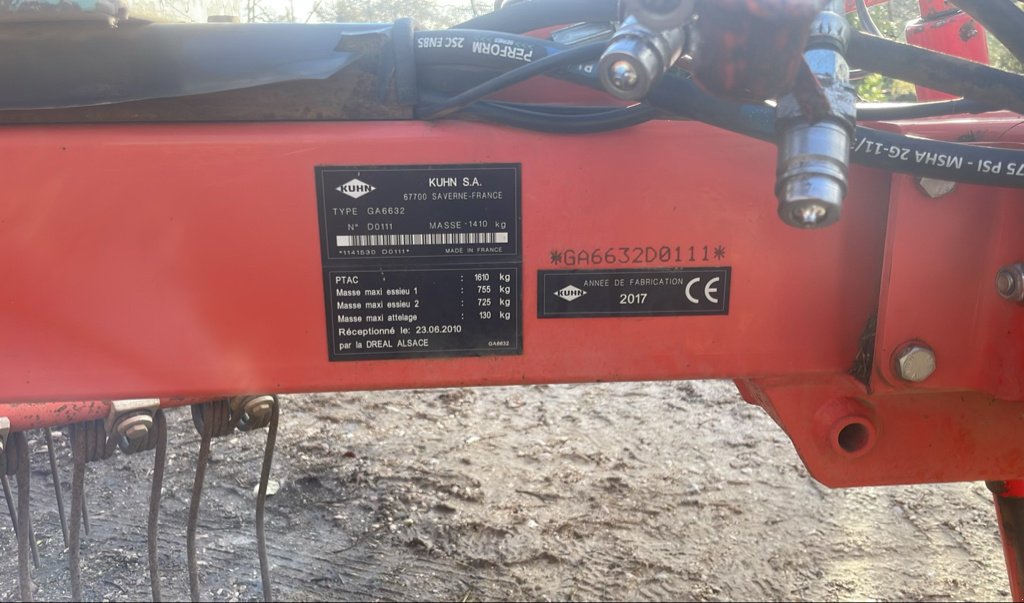 PERFORM
2SC EN85
75 PSI - MSHA 2G-11/
KUHN
KUHN S.A.
67700 SAVERNE-FRANCE
TYPE GA6632
N° D0111 MASSE 1410 kg
*1141530 D0111* MADE IN FRANCE
PTAC : 1610 kg
Masse maxi essieu 1 : 755 kg
Masse maxi essieu 2 : 725 kg
Masse maxi attelage : 130 kg
Réceptionné le: 23.06.2010
par la DREAL ALSACE GA6632
*GA6632D0111*
KUHN
ANNÉE DE FABRICATION
2017
CE